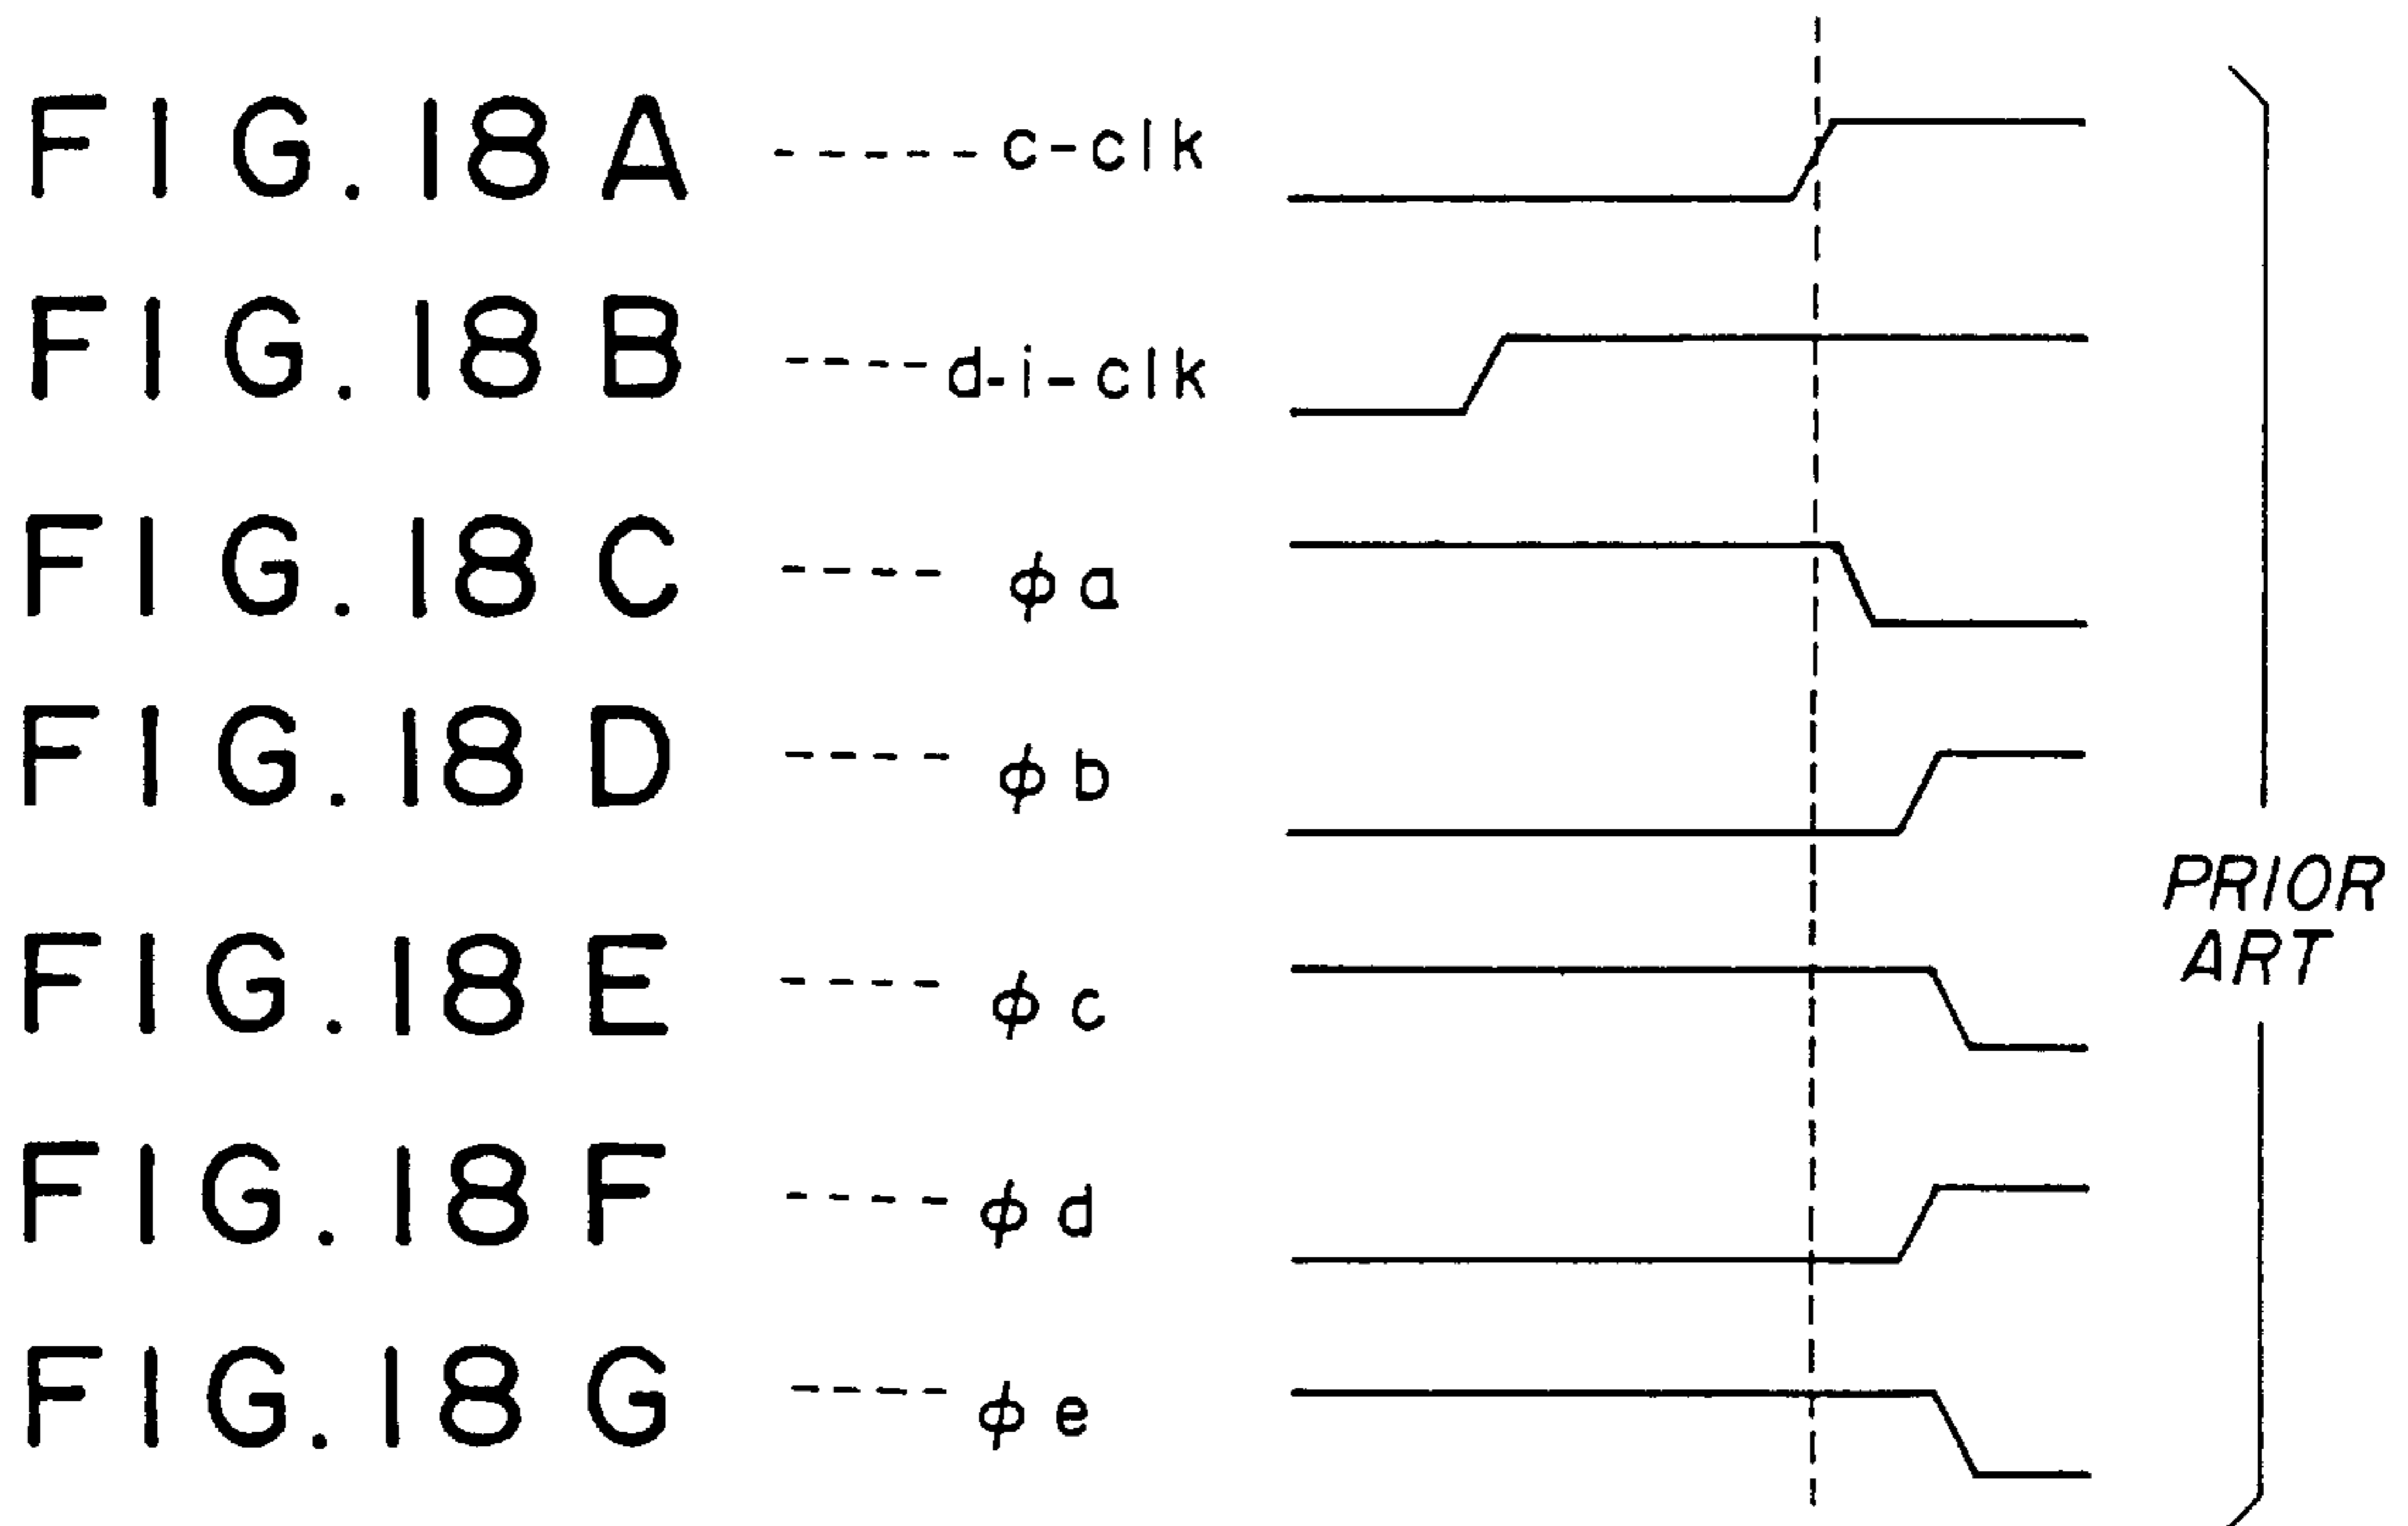 FIG. 18A ----- c-clk
FIG. 18B ---- d-i-clk
FIG. 18C ---- ϕa
FIG. 18D ---- ϕb
PRIOR
ART
FIG. 18E ---- ϕc
FIG. 18F ---- ϕd
FIG. 18G ---- ϕe